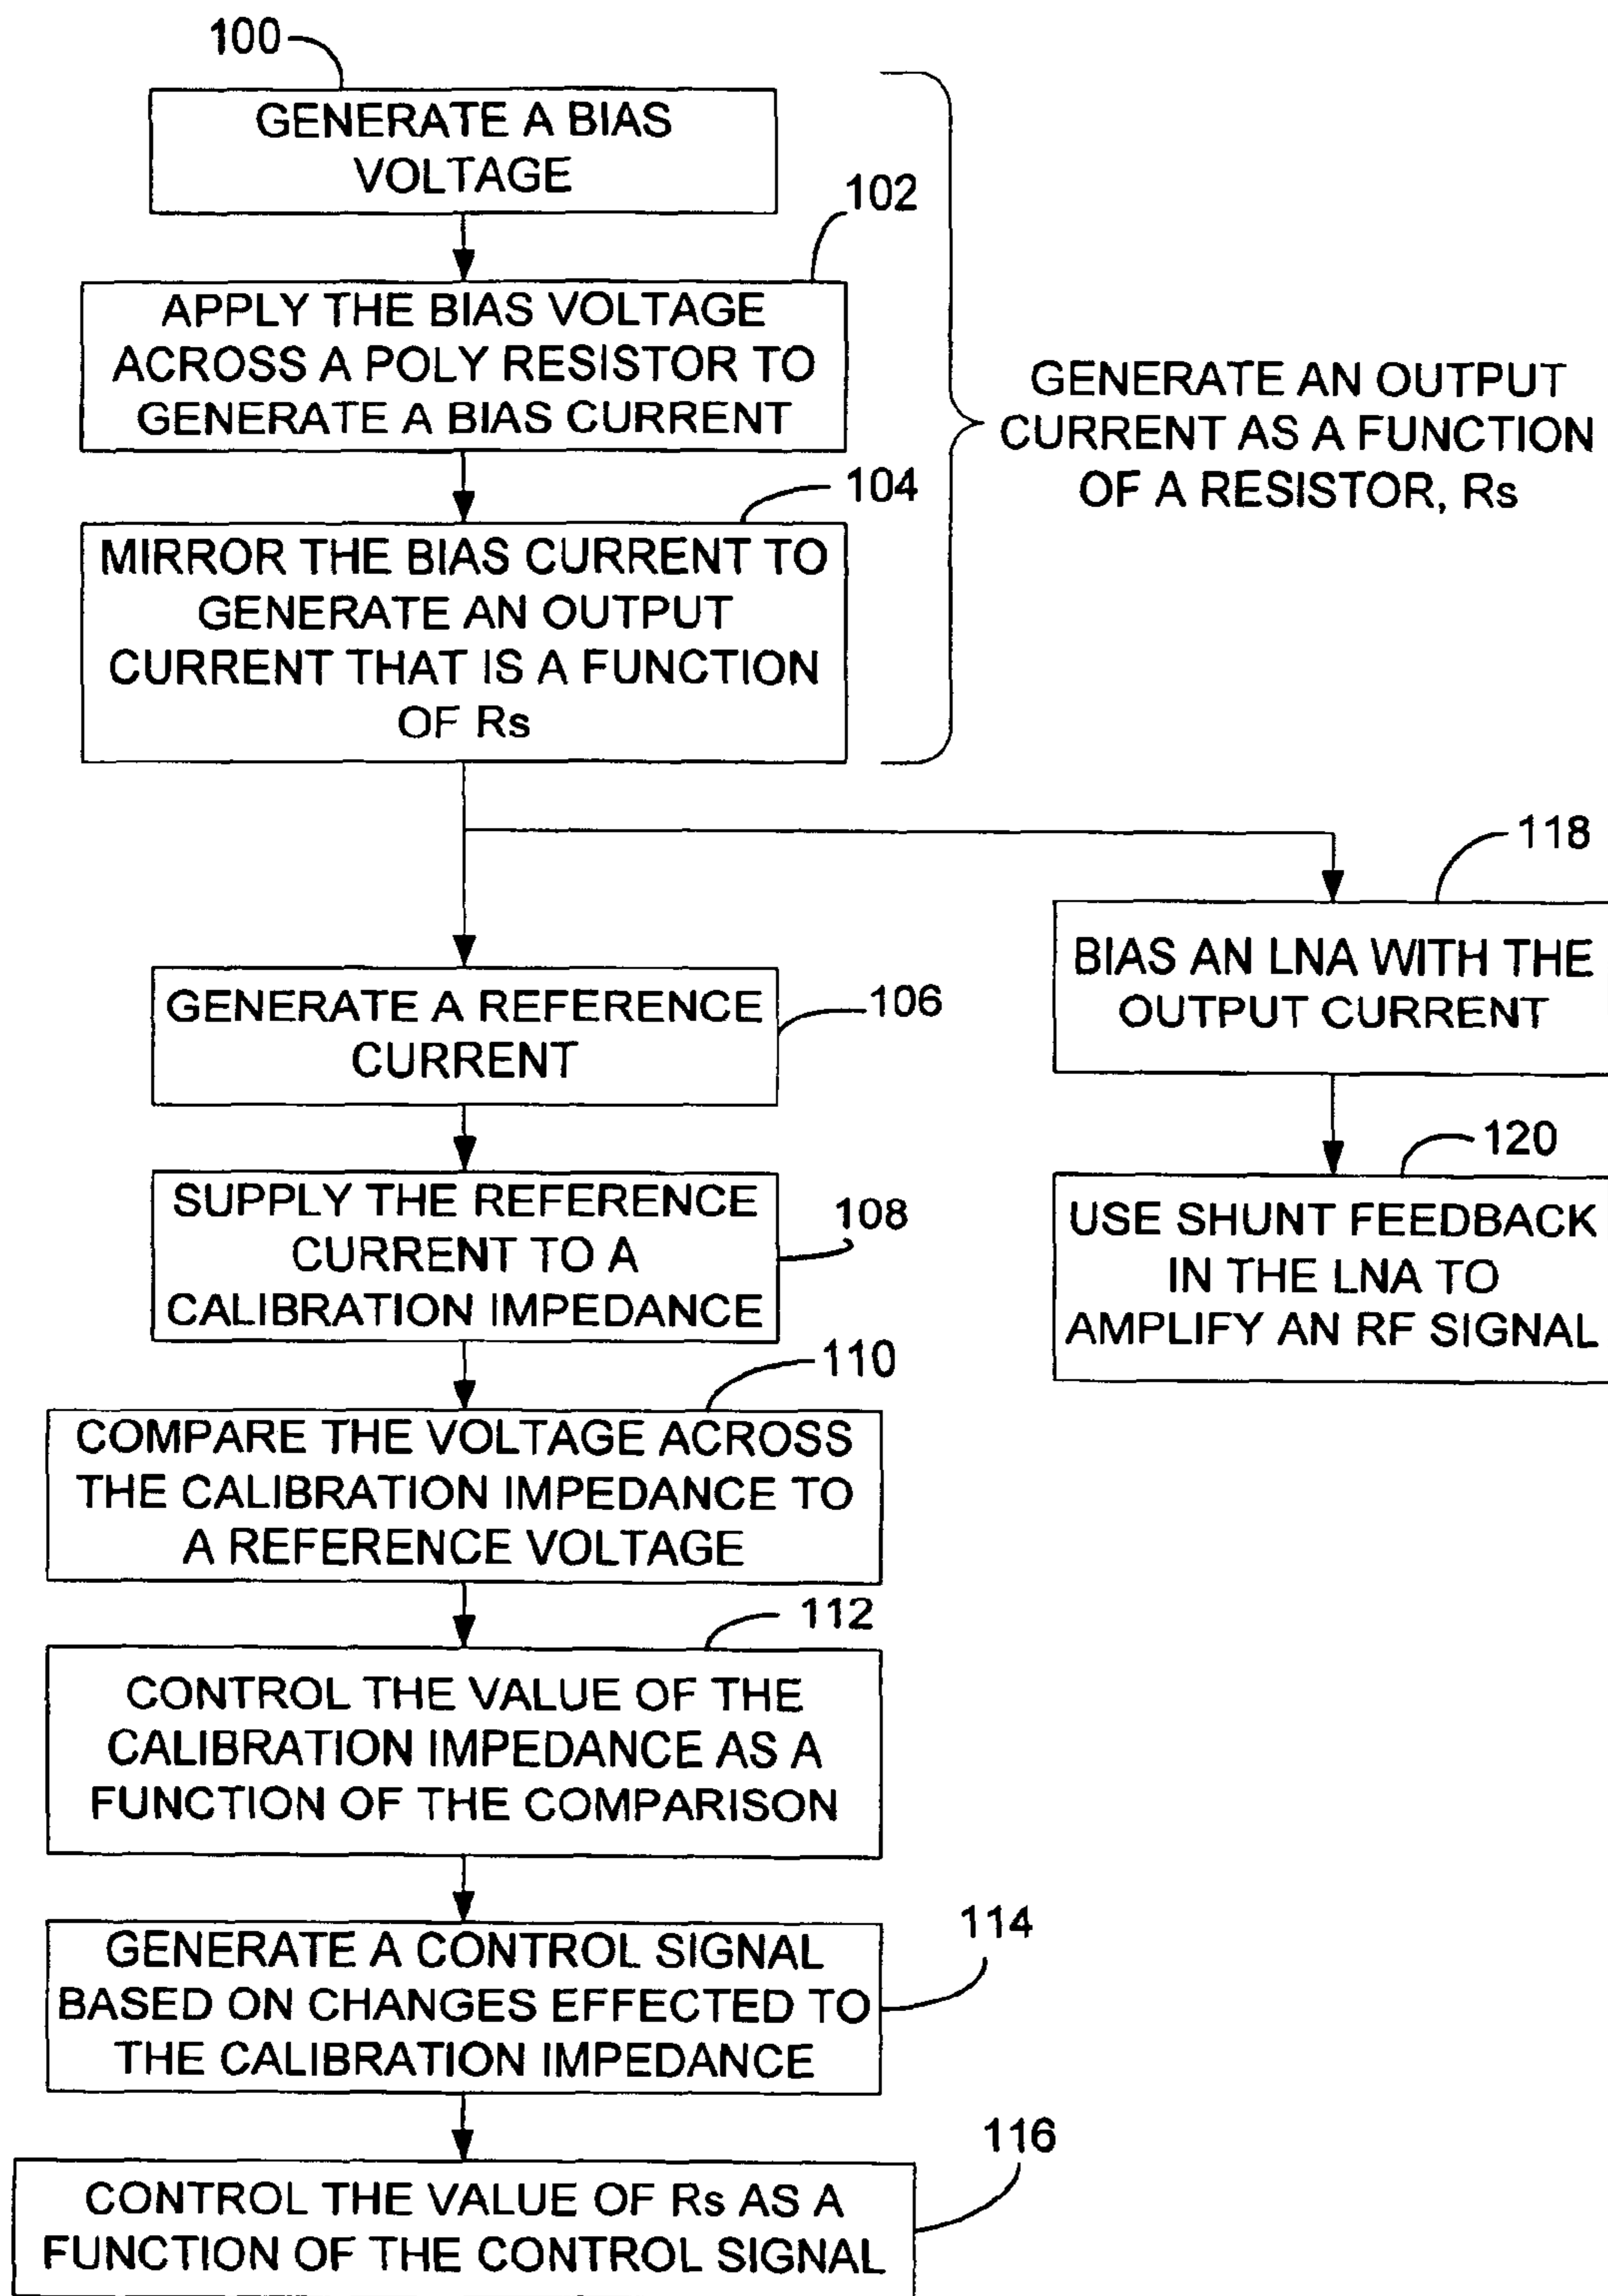 100
GENERATE A BIAS
VOLTAGE
102
APPLY THE BIAS VOLTAGE
ACROSS A POLY RESISTOR TO
GENERATE A BIAS CURRENT
104
MIRROR THE BIAS CURRENT TO
GENERATE AN OUTPUT
CURRENT THAT IS A FUNCTION
OF Rs
GENERATE AN OUTPUT
CURRENT AS A FUNCTION
OF A RESISTOR, Rs
106
GENERATE A REFERENCE
CURRENT
108
SUPPLY THE REFERENCE
CURRENT TO A
CALIBRATION IMPEDANCE
110
COMPARE THE VOLTAGE ACROSS
THE CALIBRATION IMPEDANCE TO
A REFERENCE VOLTAGE
112
CONTROL THE VALUE OF THE
CALIBRATION IMPEDANCE AS A
FUNCTION OF THE COMPARISON
114
GENERATE A CONTROL SIGNAL
BASED ON CHANGES EFFECTED TO
THE CALIBRATION IMPEDANCE
116
CONTROL THE VALUE OF Rs AS A
FUNCTION OF THE CONTROL SIGNAL
118
BIAS AN LNA WITH THE
OUTPUT CURRENT
120
USE SHUNT FEEDBACK
IN THE LNA TO
AMPLIFY AN RF SIGNAL